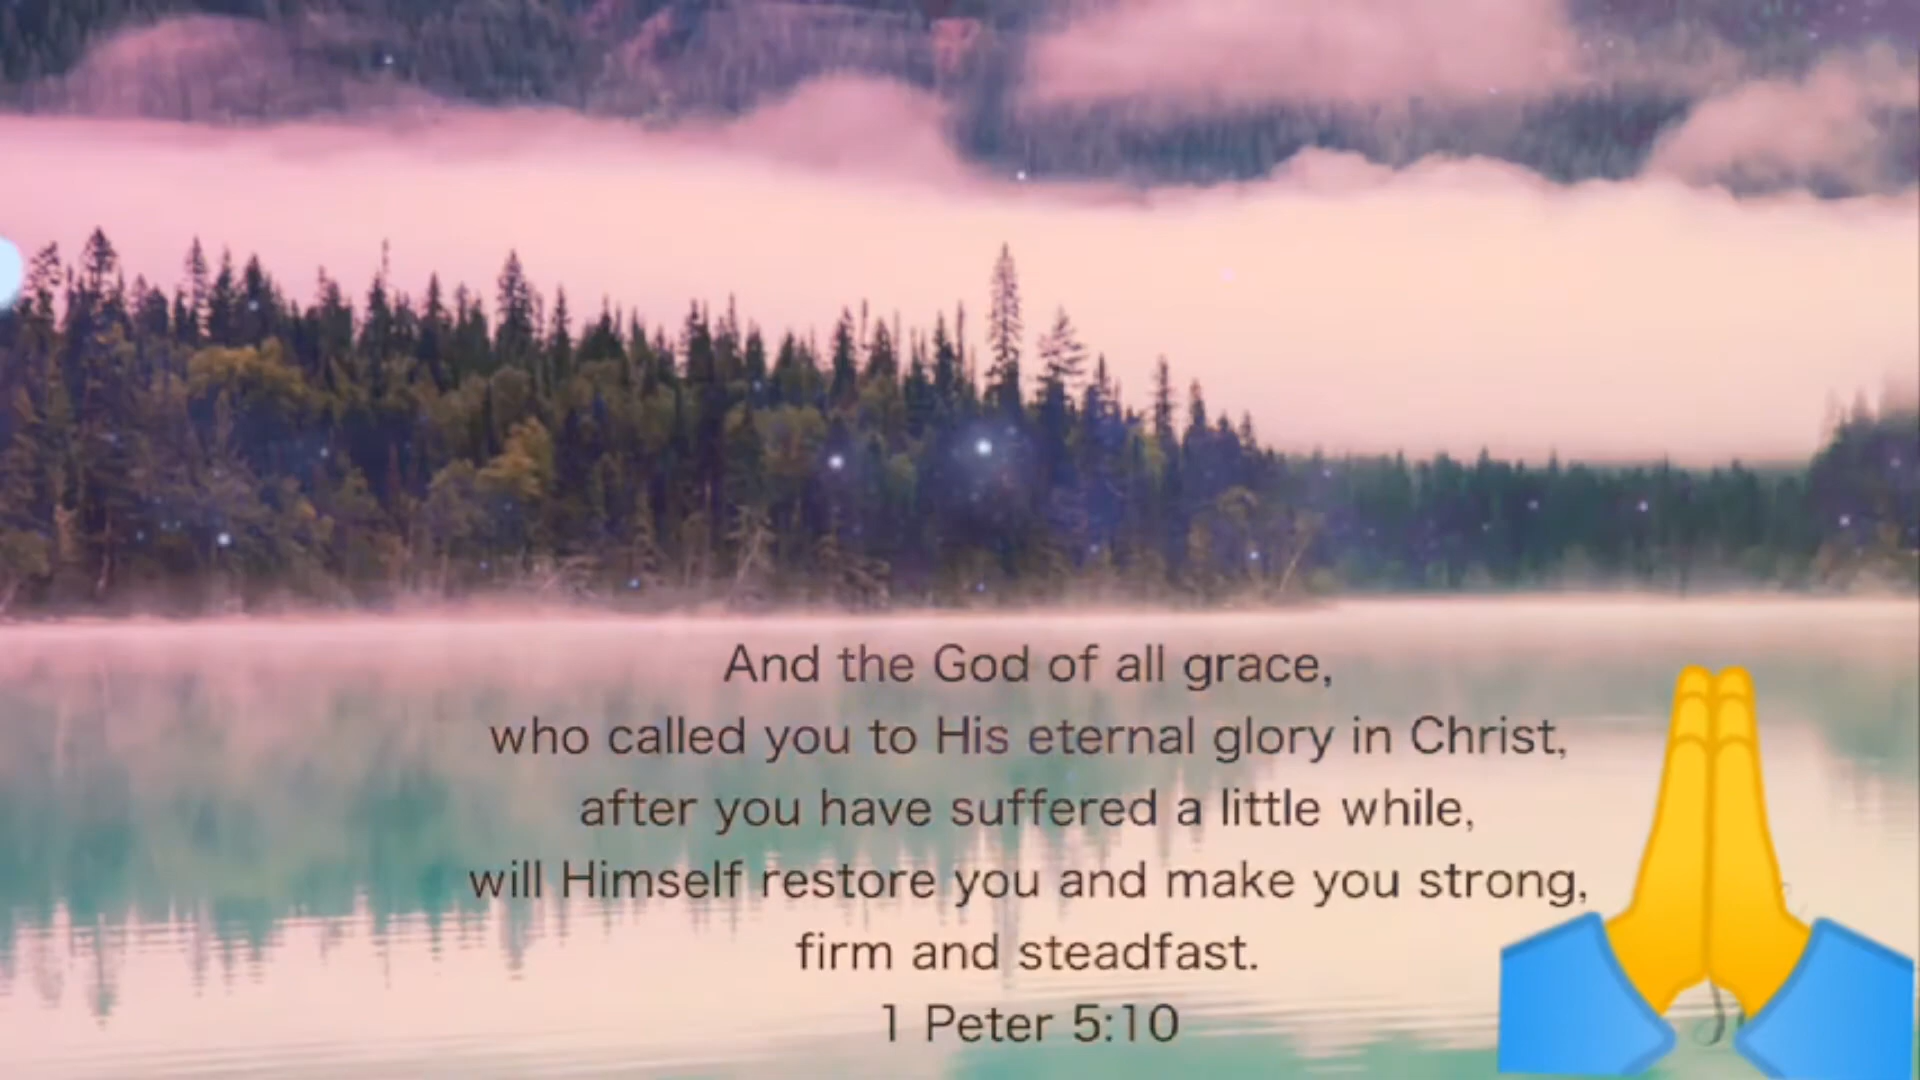 And the God of all grace,
who called you to His eternal glory in Christ,
after you have suffered a little while,
will Himself restore you and make you strong,
firm and steadfast.
1 Peter 5:10